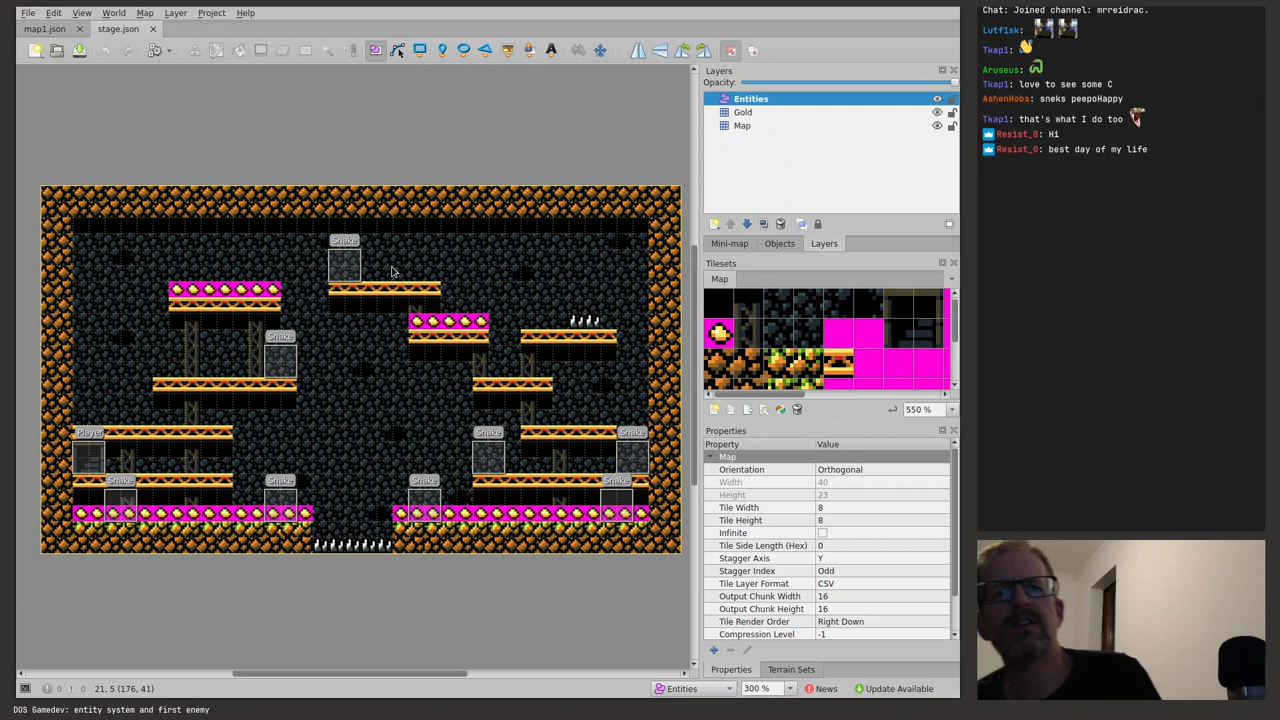 File Edit View World Map Layer Project Help
map1.json stage.json
Layers
Opacity:
Entities
Gold
Map
Mini-map Objects Layers
Tilesets
Map
550 %
Properties
Property Value
Map
Orientation Orthogonal
Width 40
Height 23
Tile Width 8
Tile Height 8
Infinite
Tile Side Length (Hex) 0
Stagger Axis Y
Stagger Index Odd
Tile Layer Format CSV
Output Chunk Width 16
Output Chunk Height 16
Tile Render Order Right Down
Compression Level -1
Properties Terrain Sets
Snake
Snake
Player Snake Snake
Snake Snake Snake Snake
0 0 21, 5 (176, 41) Entities 300 % News Update Available
DOS Gamedev: entity system and first enemy
Chat: Joined channel: mrreidrac.
Lutf1sk:
Tkap1:
Aruseus:
Tkap1: love to see some C
AshenHobs: sneks peepoHappy
Tkap1: that's what I do too
Resist_0: Hi
Resist_0: best day of my life